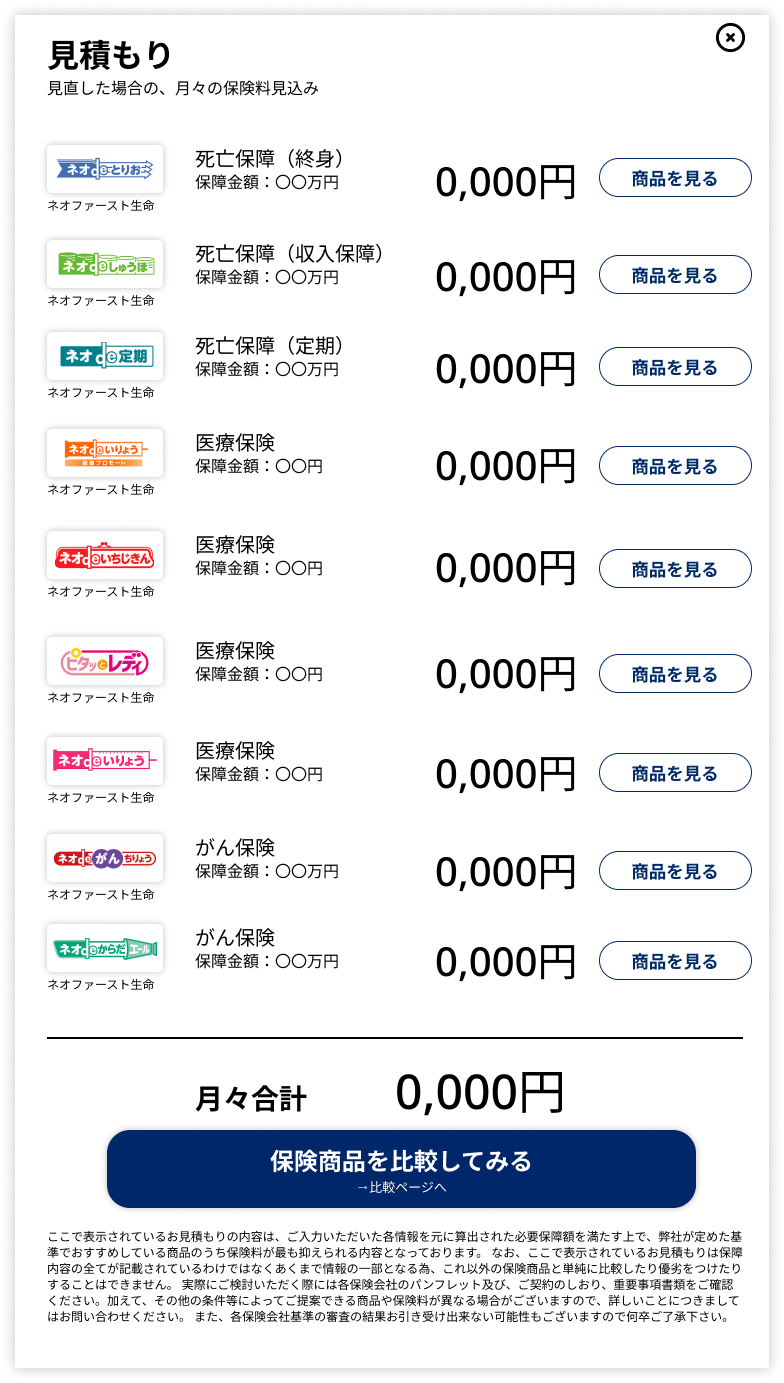 見積もり
見直した場合の、月々の保険料見込み
ネオdeとりお
ネオファースト生命
死亡保障（終身）
保障金額：〇〇万円
0,000円
商品を見る
ネオdeしゅうほ
ネオファースト生命
死亡保障（収入保障）
保障金額：〇〇万円
0,000円
商品を見る
ネオde定期
ネオファースト生命
死亡保障（定期）
保障金額：〇〇万円
0,000円
商品を見る
ネオdeいりょう
健康プロモート
ネオファースト生命
医療保険
保障金額：〇〇円
0,000円
商品を見る
ネオdeいちじきん
ネオファースト生命
医療保険
保障金額：〇〇円
0,000円
商品を見る
ピタッとレディ
ネオファースト生命
医療保険
保障金額：〇〇円
0,000円
商品を見る
ネオdeいりょう
ネオファースト生命
医療保険
保障金額：〇〇円
0,000円
商品を見る
ネオdeがんちりょう
ネオファースト生命
がん保険
保障金額：〇〇万円
0,000円
商品を見る
ネオdeからだエール
ネオファースト生命
がん保険
保障金額：〇〇万円
0,000円
商品を見る
月々合計
0,000円
保険商品を比較してみる
→比較ページへ
ここで表示されているお見積もりの内容は、ご入力いただいた各情報を元に算出された必要保障額を満たす上で、弊社が定めた基
準でおすすめしている商品のうち保険料が最も抑えられる内容となっております。 なお、ここで表示されているお見積もりは保障
内容の全てが記載されているわけではなくあくまで情報の一部となる為、これ以外の保険商品と単純に比較したり優劣をつけたり
することはできません。 実際にご検討いただく際には各保険会社のパンフレット及び、ご契約のしおり、重要事項書類をご確認
ください。加えて、その他の条件等によってご提案できる商品や保険料が異なる場合がございますので、詳しいことにつきまして
はお問い合わせください。 また、各保険会社基準の審査の結果お引き受け出来ない可能性もございますので何卒ご了承下さい。